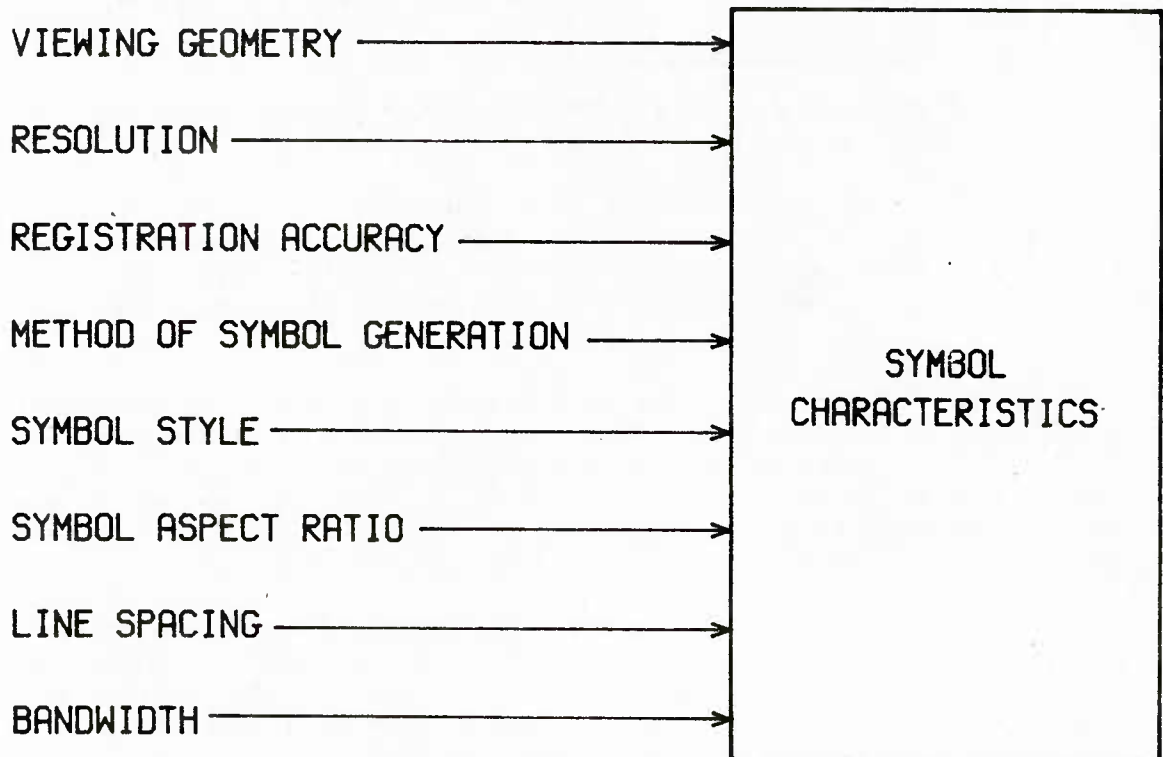 VIEWING GEOMETRY
RESOLUTION
REGISTRATION ACCURACY
METHOD OF SYMBOL GENERATION
SYMBOL STYLE
SYMBOL ASPECT RATIO
LINE SPACING
BANDWIDTH
SYMBOL
CHARACTERISTICS